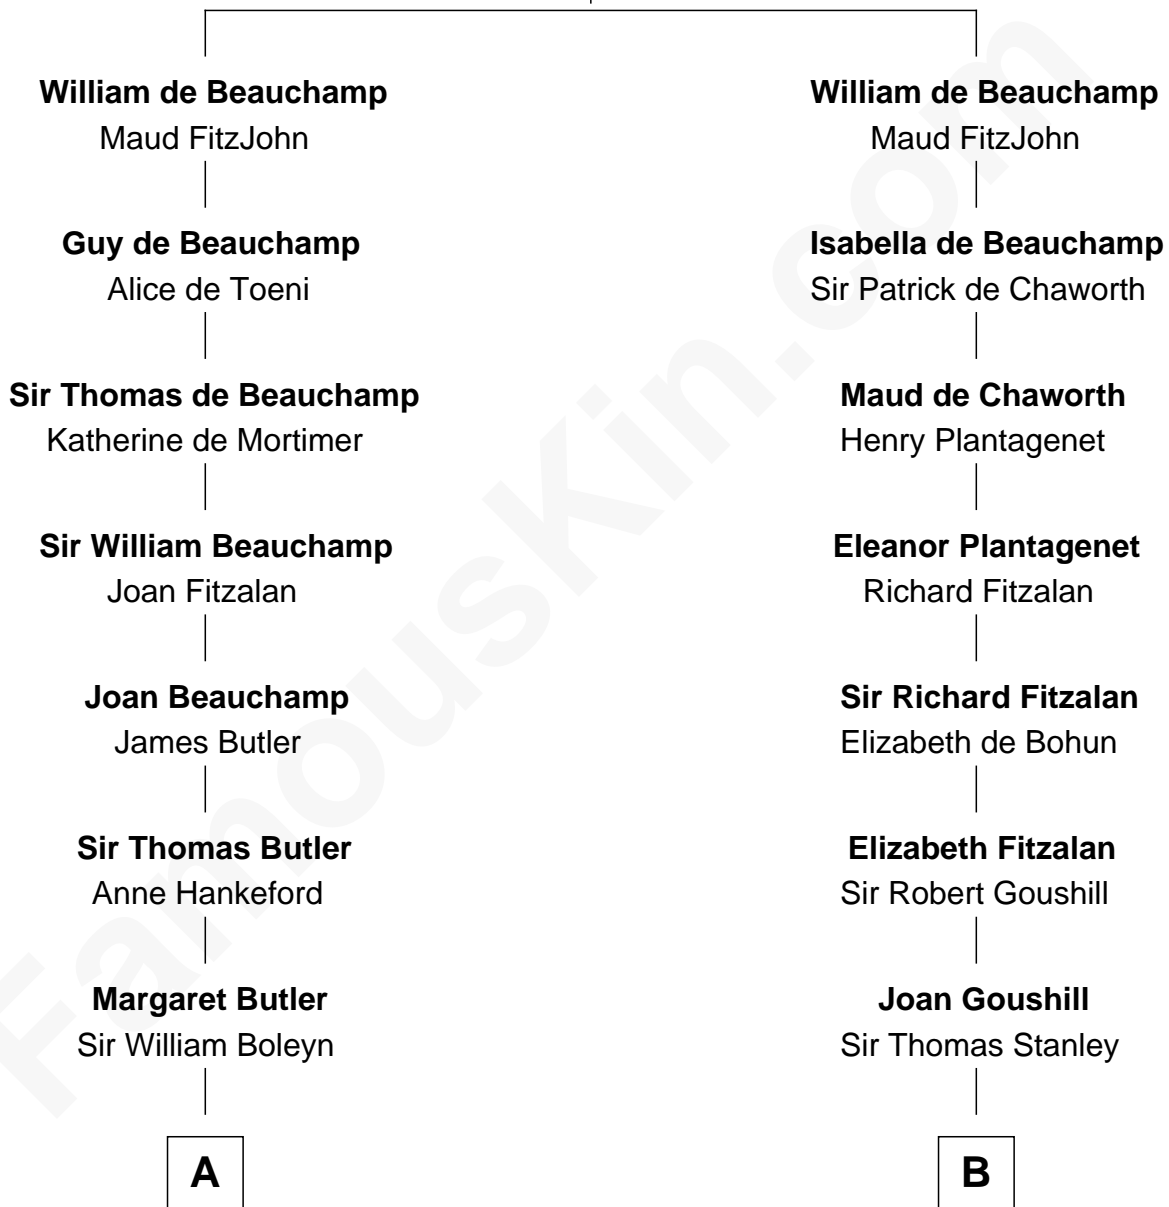 William de Beauchamp
Maud FitzJohn
Guy de Beauchamp
Alice de Toeni
Sir Thomas de Beauchamp
Katherine de Mortimer
Sir William Beauchamp
Joan Fitzalan
Joan Beauchamp
James Butler
Sir Thomas Butler
Anne Hankeford
Margaret Butler
Sir William Boleyn
A
William de Beauchamp
Maud FitzJohn
Isabella de Beauchamp
Sir Patrick de Chaworth
Maud de Chaworth
Henry Plantagenet
Eleanor Plantagenet
Richard Fitzalan
Sir Richard Fitzalan
Elizabeth de Bohun
Elizabeth Fitzalan
Sir Robert Goushill
Joan Goushill
Sir Thomas Stanley
B
FamousKin.com